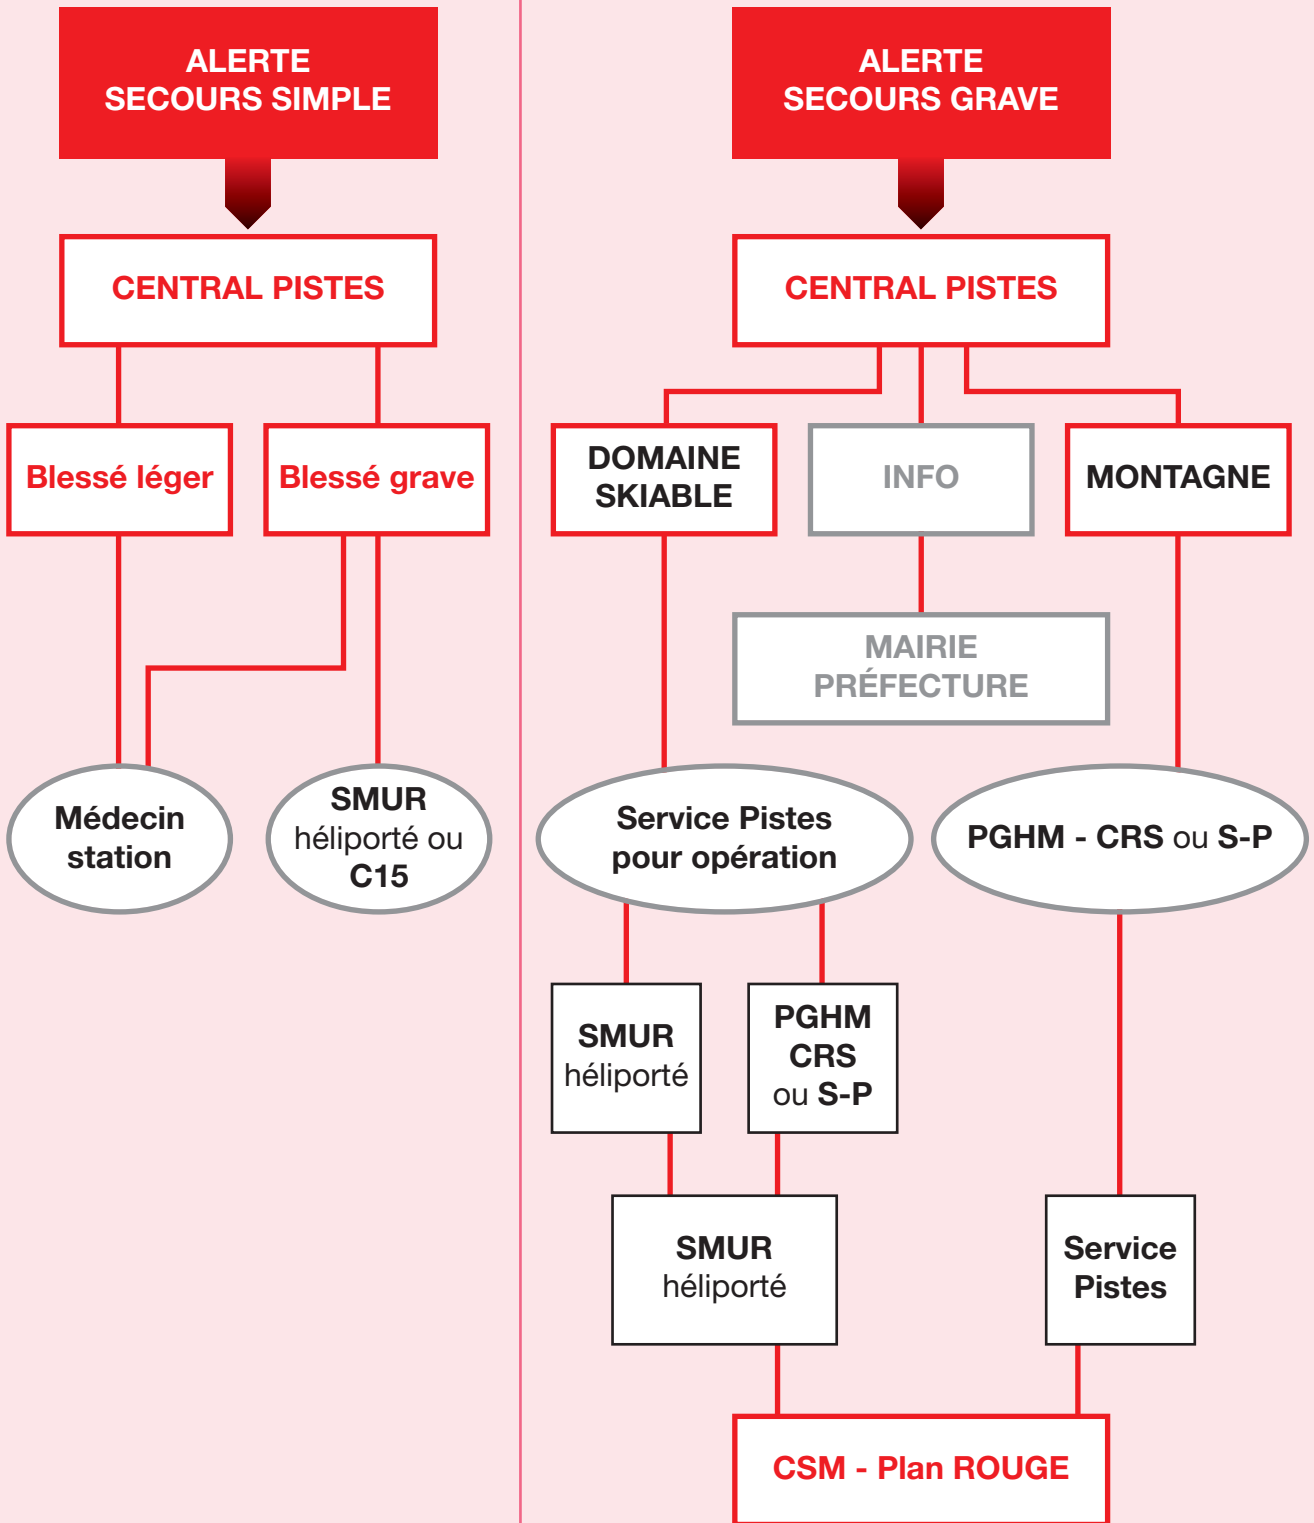 ALERTE
SECOURS SIMPLE
CENTRAL PISTES
Blessé léger
Blessé grave
Médecin
station
SMUR
héliporté ou
C15
ALERTE
SECOURS GRAVE
CENTRAL PISTES
DOMAINE
SKIABLE
INFO
MONTAGNE
MAIRIE
PRÉFECTURE
Service Pistes
pour opération
PGHM - CRS ou S-P
SMUR
héliporté
PGHM
CRS
ou S-P
SMUR
héliporté
Service
Pistes
CSM - Plan ROUGE